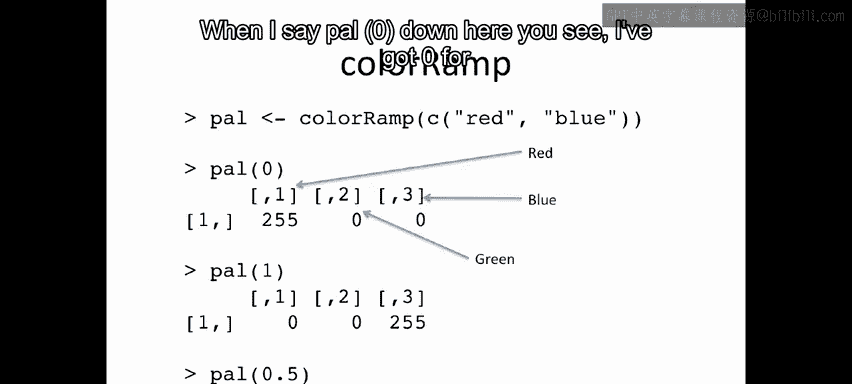 When I say pal (0) down here you see, I've
got 0 for
colorRamp
> pal <- colorRamp(c("red", "blue"))
Red
> pal(0)
[,1] [,2] [,3]
Blue
[1,] 255 0 0
Green
> pal(1)
[,1] [,2] [,3]
[1,] 0 0 255
> pal(0.5)